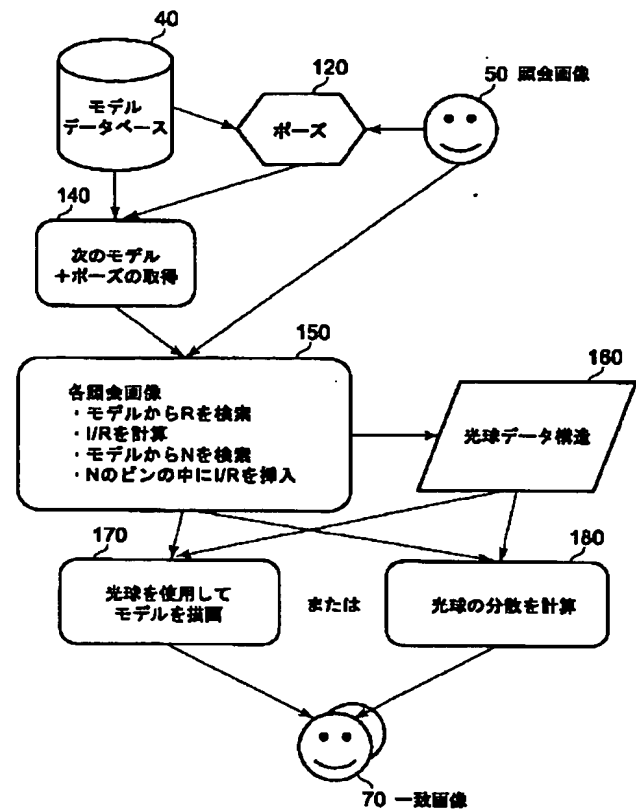 40
モデル
データベース
120
ポーズ
50 照会画像
140
次のモデル
+ポーズの取得
150
各照会画像
・モデルからRを検索
・I/Rを計算
・モデルからNを検索
・Nのビンの中にI/Rを挿入
160
光球データ構造
170
光球を使用して
モデルを描画
または
180
光球の分散を計算
70 一致画像